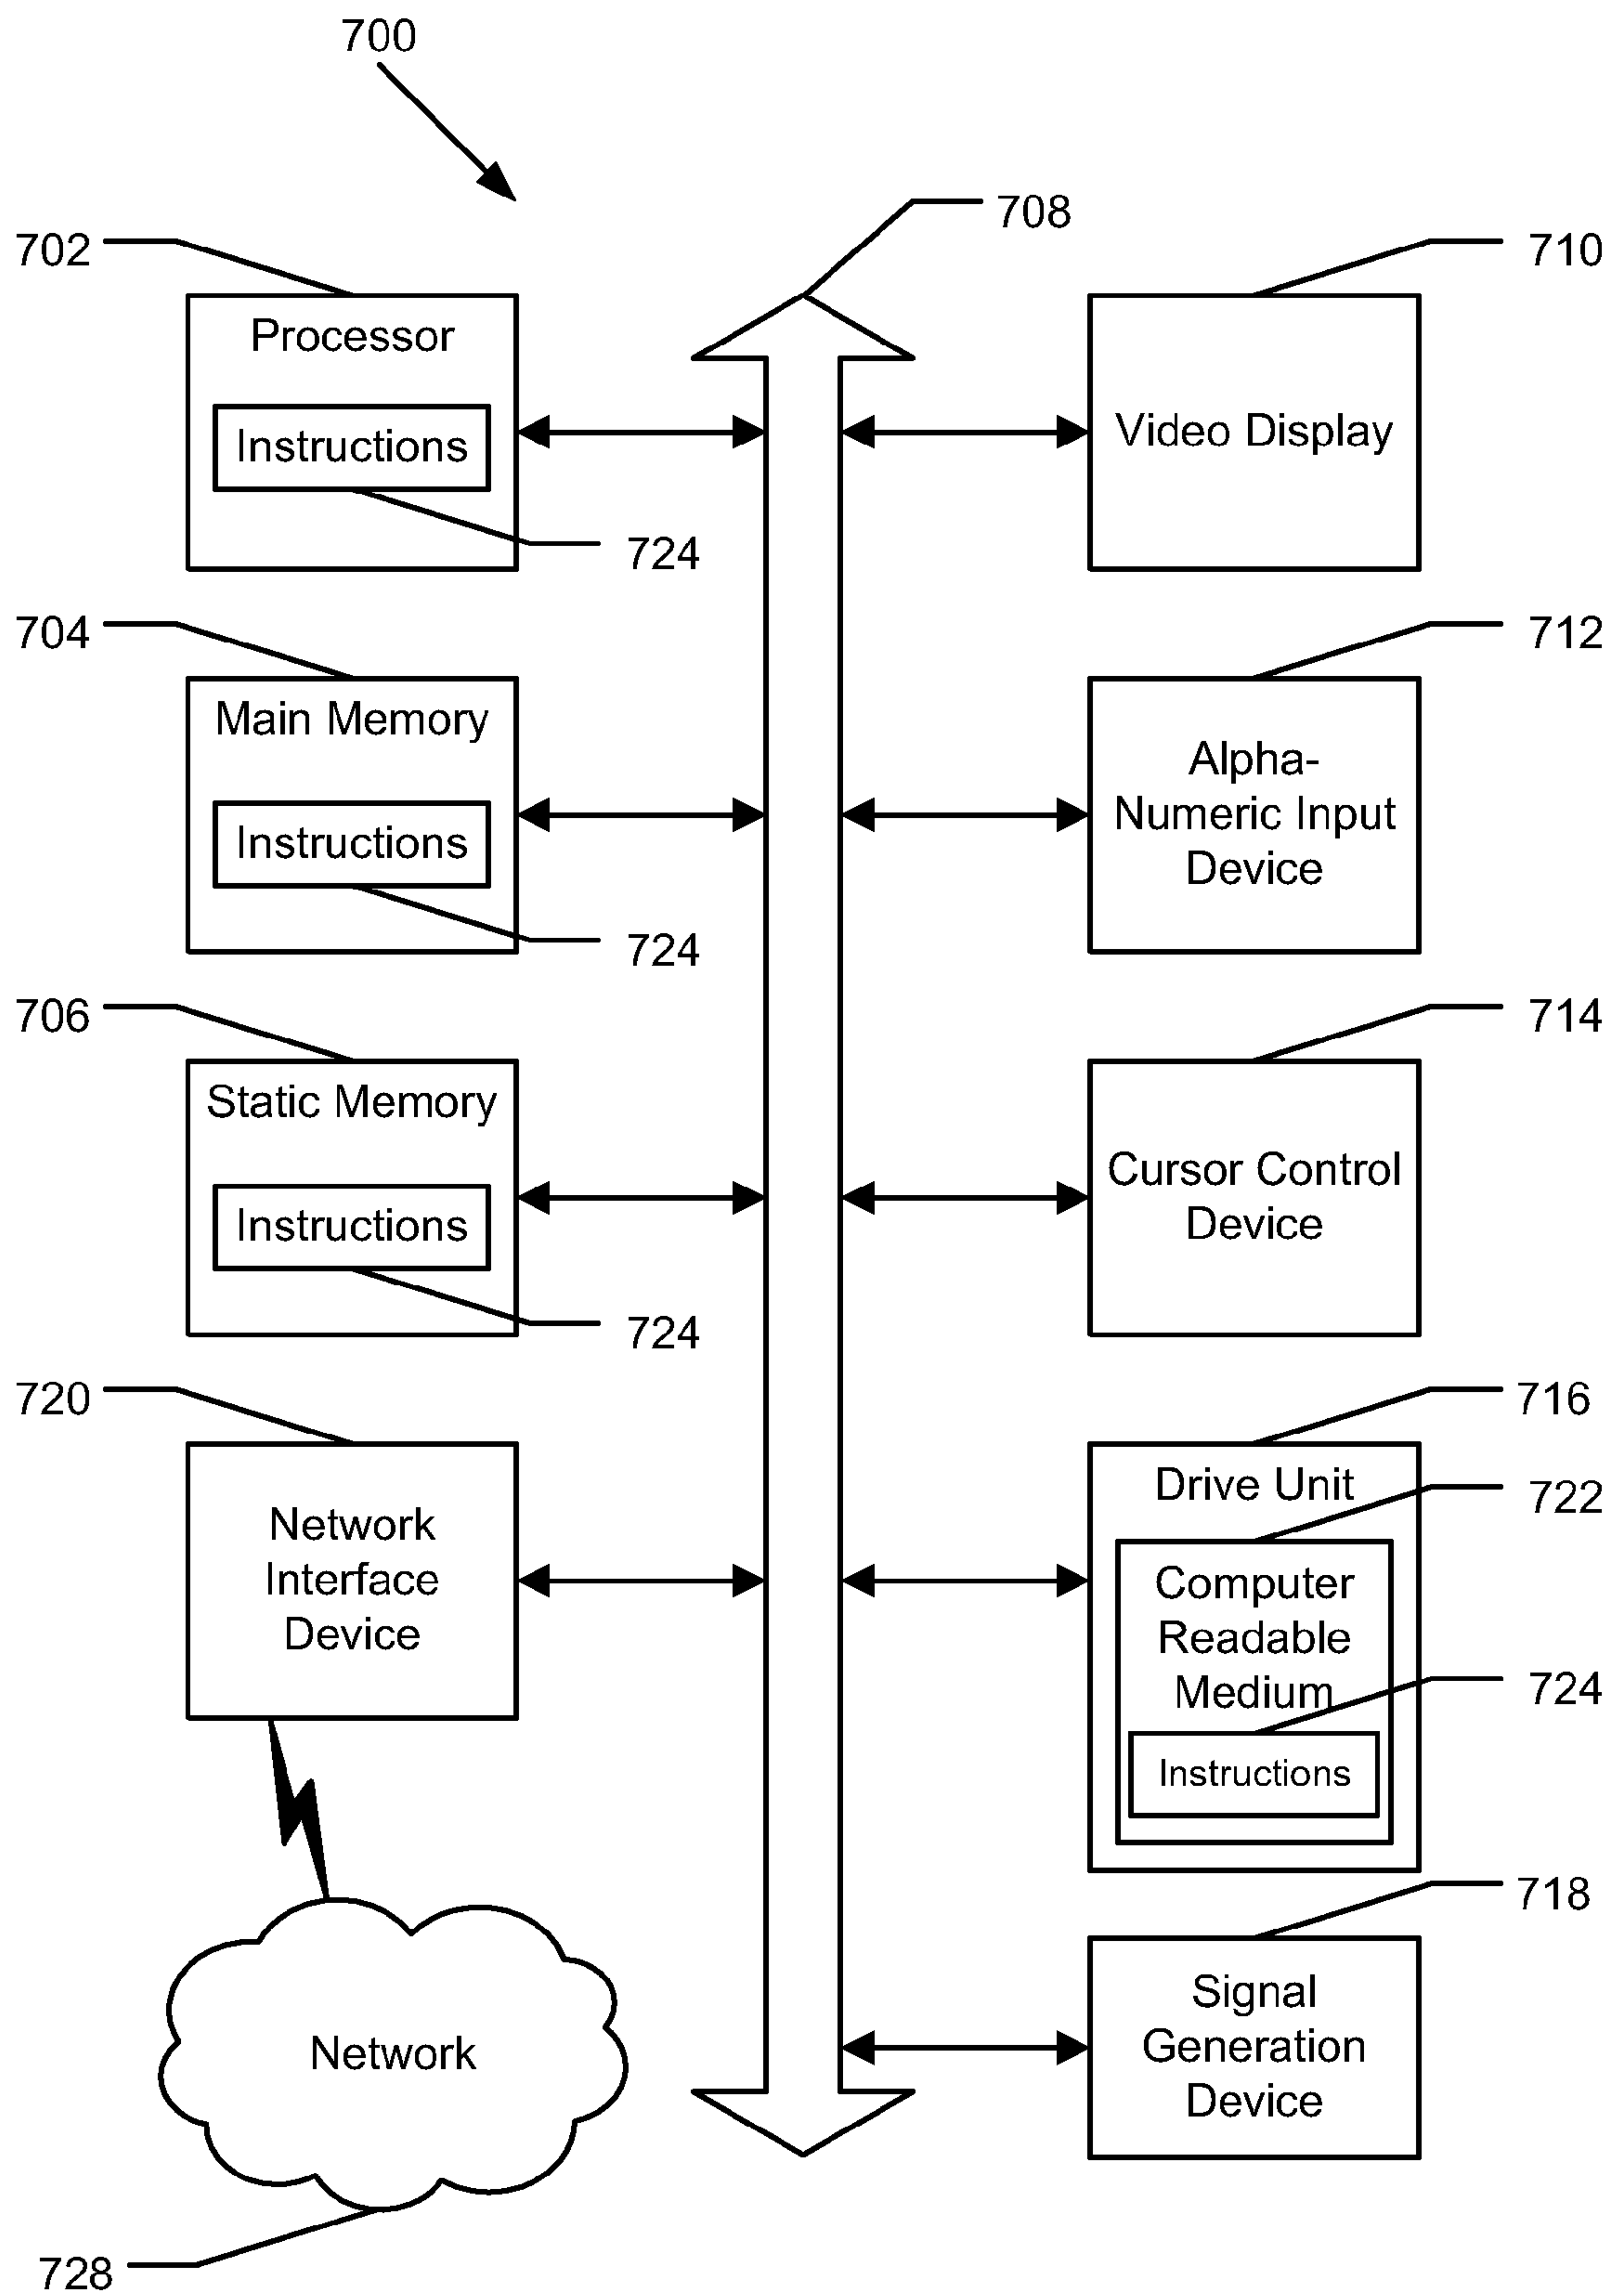 700
708
702
710
Processor
Instructions
724
Video Display
704
712
Main Memory
Instructions
724
Alpha-
Numeric Input
Device
706
714
Static Memory
Instructions
724
Cursor Control
Device
720
716
Network
Interface
Device
Drive Unit
722
Computer
Readable
Medium
724
Instructions
718
Signal
Generation
Device
Network
728